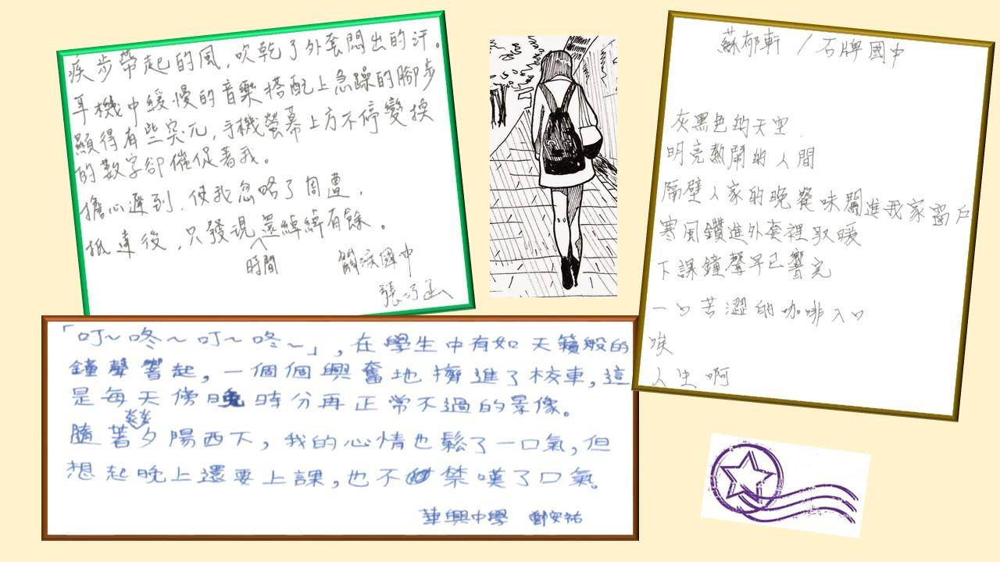 疾步帶起的風,吹乾了外套悶出的汗。
耳機中緩慢的音樂搭配上急躁的腳步
顯得有些突元,手機螢幕上方不停變換
的數字卻催促著我。
擔心遲到,使我忽略了周遭,
抵達後,只發現還綽綽有餘。
時間
國中
張巧函
蘇郁軒/石牌國中
灰黑色的天空.
明亮熱鬧的人間
隔壁人家的晚餐味闖進我家窗戶
寒風鑽進外套裡取暖
下課鐘聲早已響完
一口苦澀的咖啡入口
唉
人生啊
「叮~咚~叮~咚~」,在學生中有如天籟般的
鐘聲響起,一個個興奮地擠進了校車,這
是每天傍晚時分再正常不過的景像。
隨著炎炎夕陽西下,我的心情也鬆了一口氣,但
想起晚上還要上課,也不禁嘆了口氣。
華興中學 鄭安祐